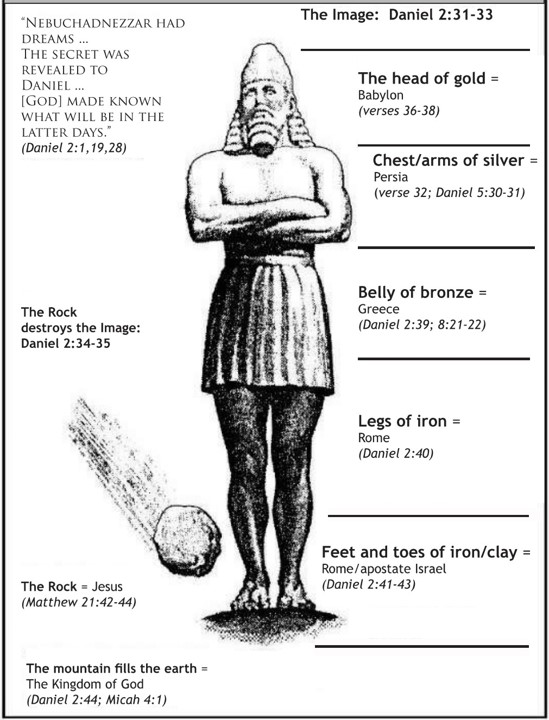 "NEBUCHADNEZZAR HAD
DREAMS ...
THE SECRET WAS
REVEALED TO
DANIEL ...
[GOD] MADE KNOWN
WHAT WILL BE IN THE
LATTER DAYS."
(Daniel 2:1,19,28)
The Image: Daniel 2:31-33
The head of gold =
Babylon
(verses 36-38)
Chest/arms of silver =
Persia
(verse 32; Daniel 5:30-31)
Belly of bronze =
Greece
(Daniel 2:39; 8:21-22)
The Rock
destroys the Image:
Daniel 2:34-35
Legs of iron =
Rome
(Daniel 2:40)
Feet and toes of iron/clay =
Rome/apostate Israel
(Daniel 2:41-43)
The Rock = Jesus
(Matthew 21:42-44)
The mountain fills the earth =
The Kingdom of God
(Daniel 2:44; Micah 4:1)